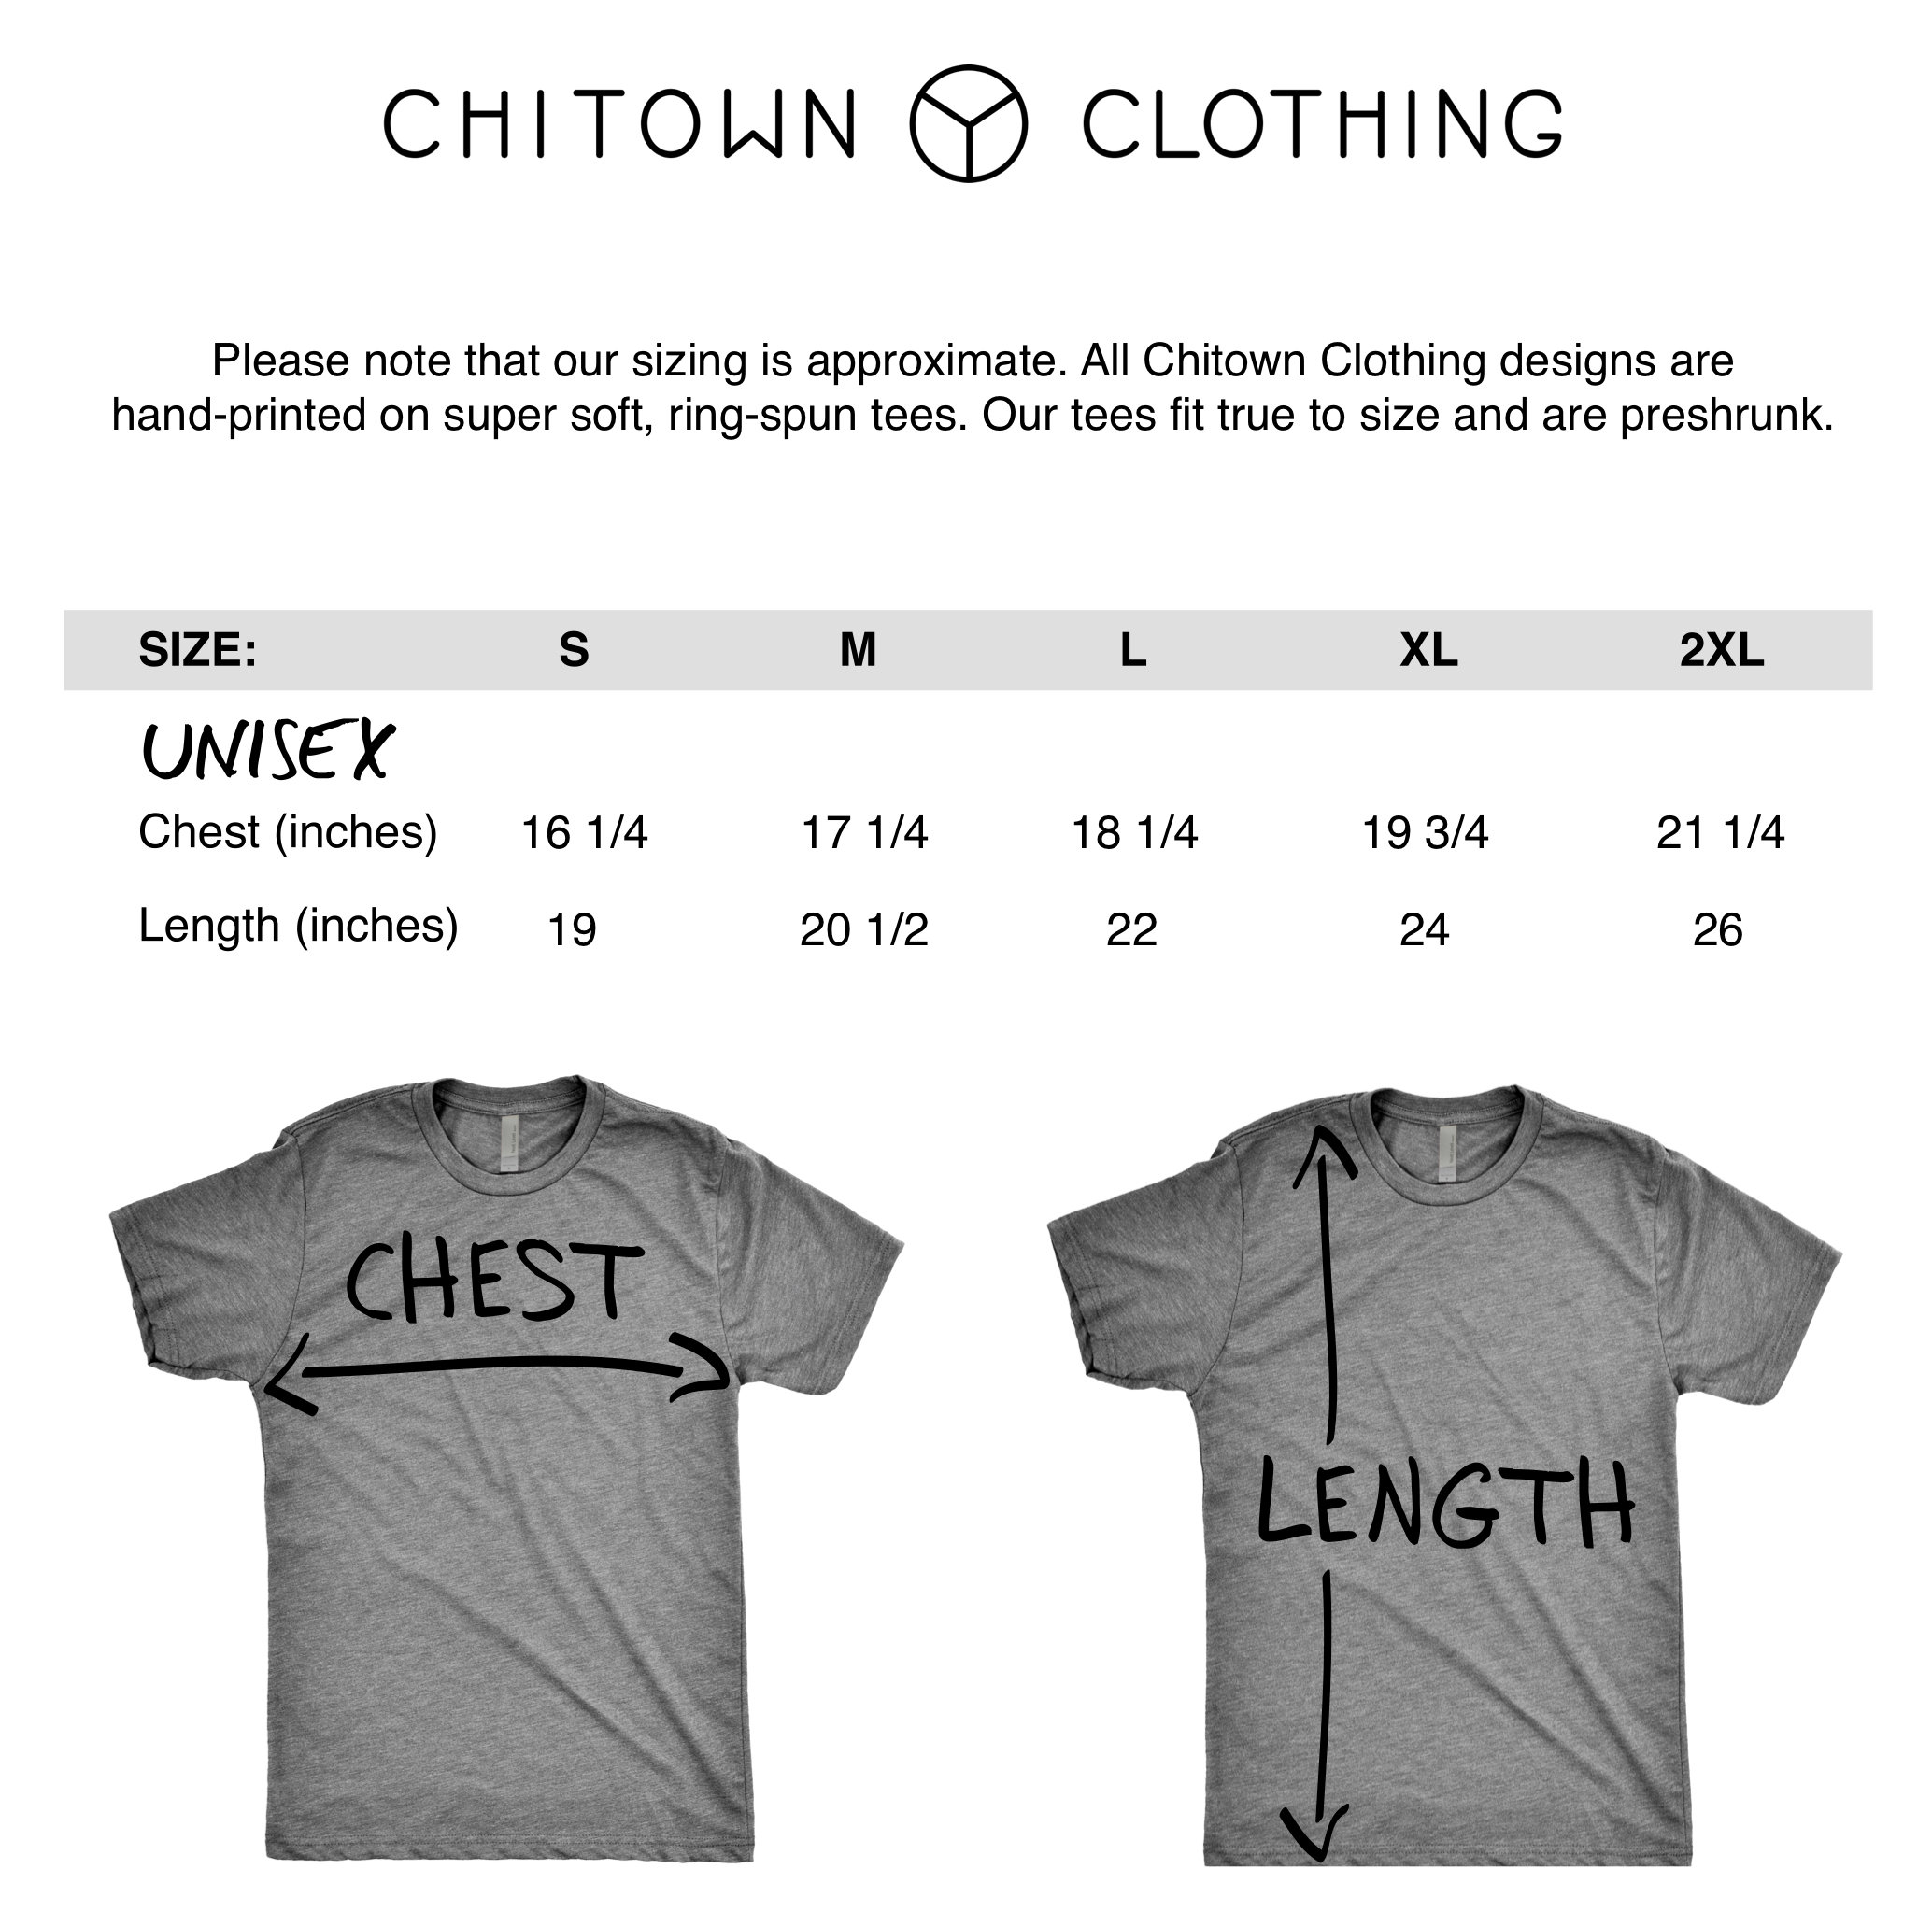 CHITOWN CLOTHING
Please note that our sizing is approximate. All Chitown Clothing designs are
hand-printed on super soft, ring-spun tees. Our tees fit true to size and are preshrunk.
SIZE: S M L XL 2XL
UNISEX
Chest (inches) 16 1/4 17 1/4 18 1/4 19 3/4 21 1/4
Length (inches) 19 20 1/2 22 24 26
CHEST
LENGTH